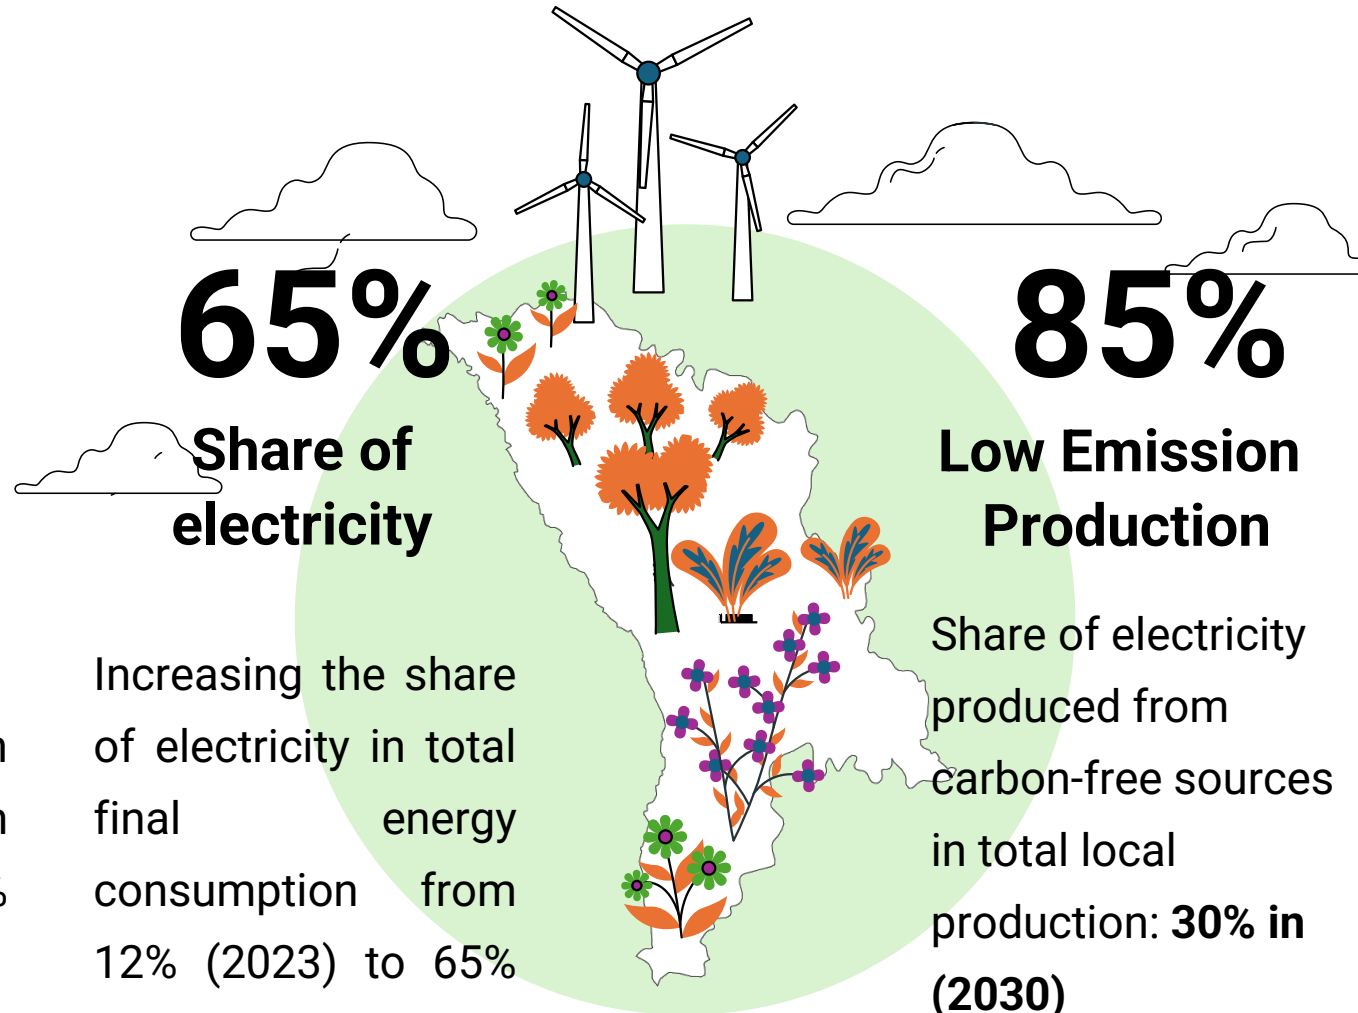 65%
Share of
electricity
Increasing the share
of electricity in total
final energy
consumption from
12% (2023) to 65%
85%
Low Emission
Production
Share of electricity
produced from
carbon-free sources
in total local
production: 30% in
(2030)